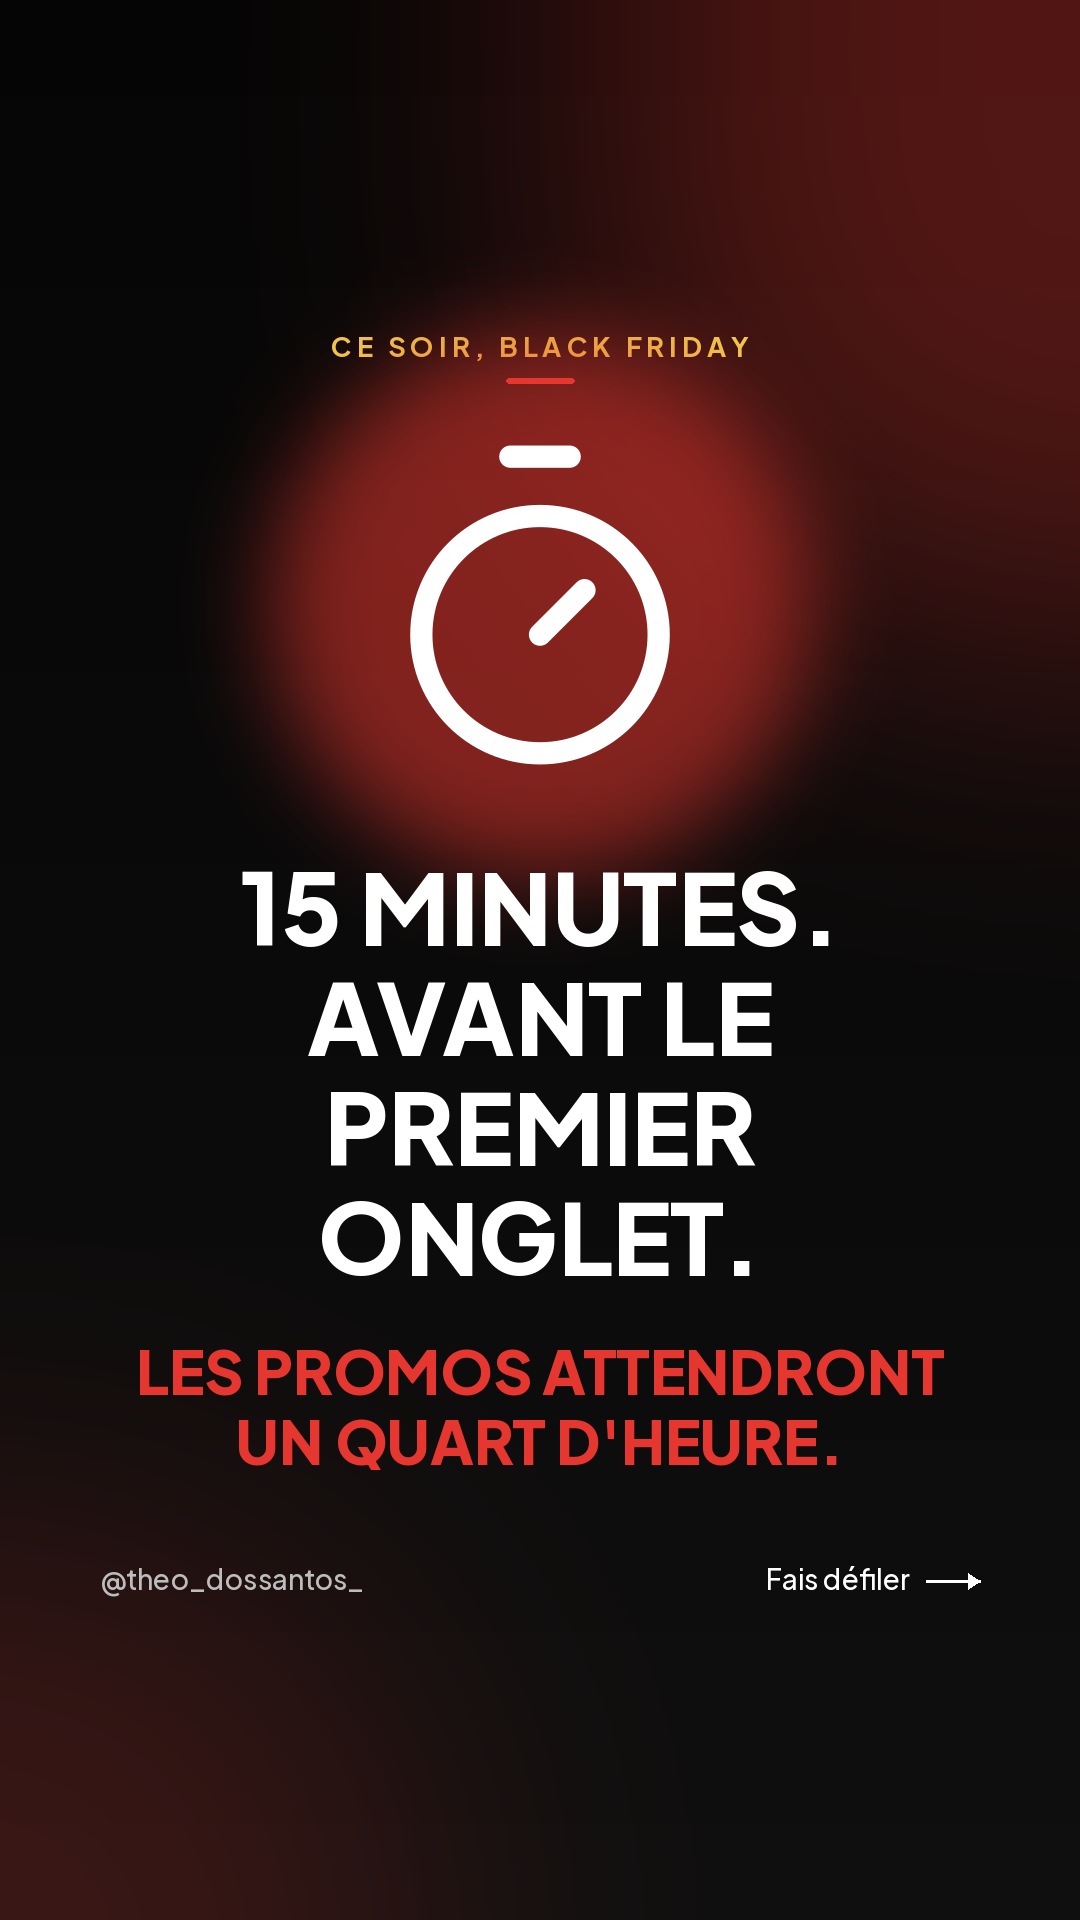 CE SOIR, BLACK FRIDAY
15 MINUTES.
AVANT LE
PREMIER
ONGLET.
LES PROMOS ATTENDRONT
UN QUART D'HEURE.
@theo_dossantos_
Fais défiler